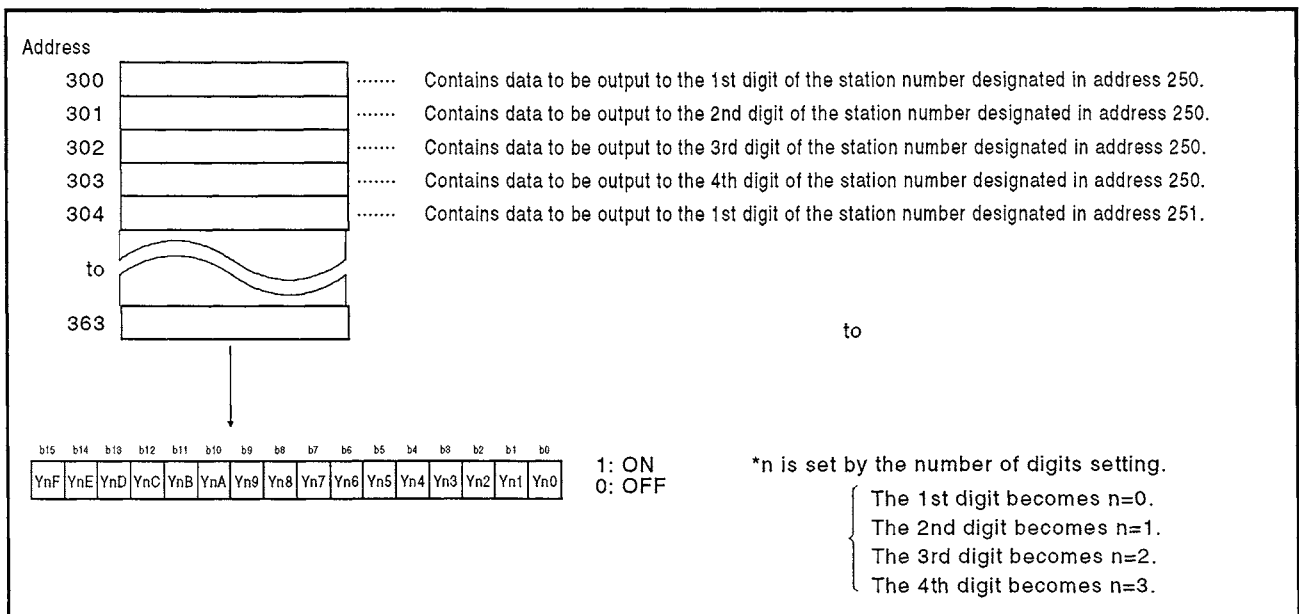 Address
300 ....... Contains data to be output to the 1st digit of the station number designated in address 250.
301 ....... Contains data to be output to the 2nd digit of the station number designated in address 250.
302 ....... Contains data to be output to the 3rd digit of the station number designated in address 250.
303 ....... Contains data to be output to the 4th digit of the station number designated in address 250.
304 ....... Contains data to be output to the 1st digit of the station number designated in address 251.
to
363
to
b15 b14 b13 b12 b11 b10 b9 b8 b7 b6 b5 b4 b3 b2 b1 b0
YnF YnE YnD YnC YnB YnA Yn9 Yn8 Yn7 Yn6 Yn5 Yn4 Yn3 Yn2 Yn1 Yn0
1: ON
0: OFF
*n is set by the number of digits setting.
The 1st digit becomes n=0.
The 2nd digit becomes n=1.
The 3rd digit becomes n=2.
The 4th digit becomes n=3.